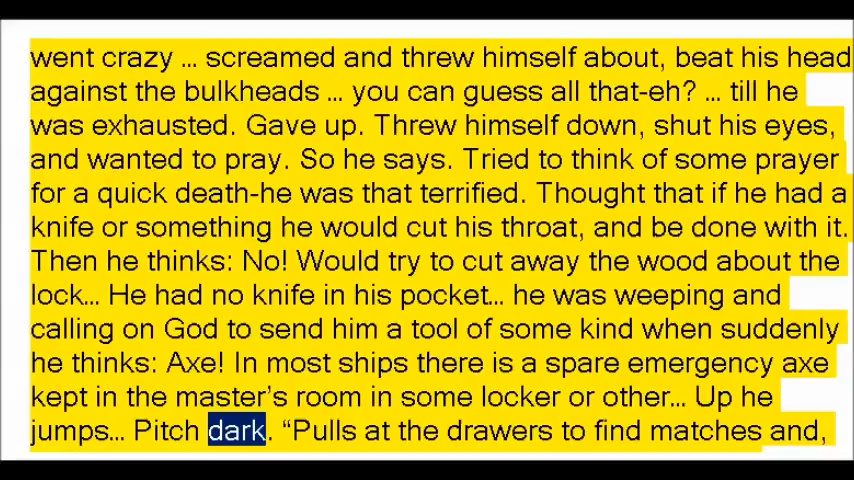 went crazy ... screamed and threw himself about, beat his head
against the bulkheads ... you can guess all that-eh? ... till he
was exhausted. Gave up. Threw himself down, shut his eyes,
and wanted to pray. So he says. Tried to think of some prayer
for a quick death-he was that terrified. Thought that if he had a
knife or something he would cut his throat, and be done with it.
Then he thinks: No! Would try to cut away the wood about the
lock... He had no knife in his pocket... he was weeping and
calling on God to send him a tool of some kind when suddenly
he thinks: Axe! In most ships there is a spare emergency axe
kept in the master’s room in some locker or other... Up he
jumps... Pitch dark. “Pulls at the drawers to find matches and,